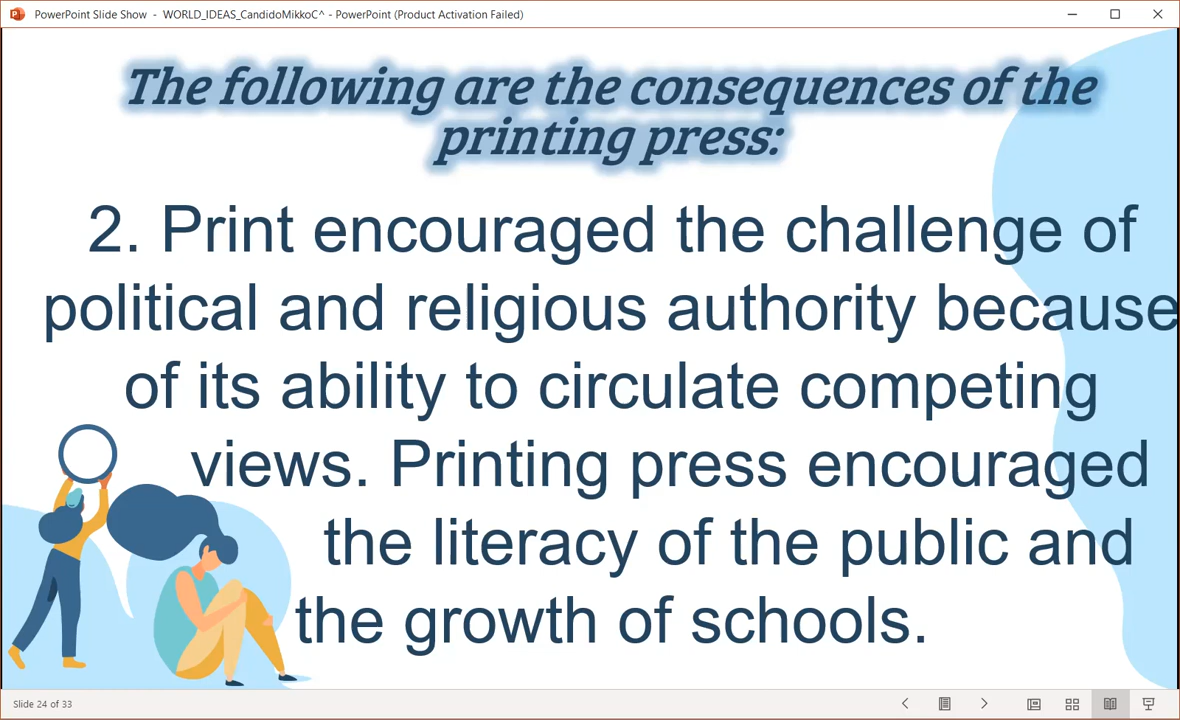 PowerPoint Slide Show - WORLD_IDEAS_CandidoMikkoC^ - PowerPoint (Product Activation Failed)
The following are the consequences of the
printing press:
2. Print encouraged the challenge of
political and religious authority because
of its ability to circulate competing
views. Printing press encouraged
the literacy of the public and
the growth of schools.
Slide 24 of 33